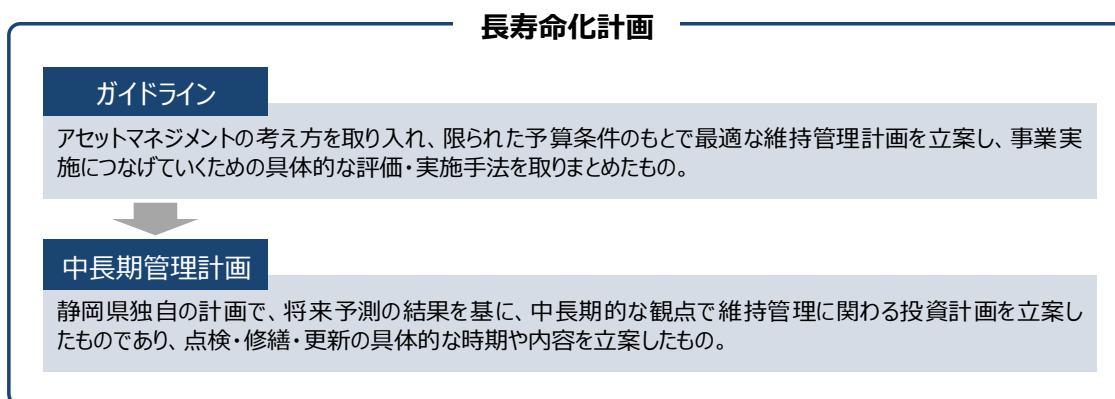 長寿命化計画
ガイドライン
アセットマネジメントの考え方を取り入れ、限られた予算条件のもとで最適な維持管理計画を立案し、事業実
施につなげていくための具体的な評価・実施手法を取りまとめたもの。
中長期管理計画
静岡県独自の計画で、将来予測の結果を基に、中長期的な観点で維持管理に関わる投資計画を立案し
たものであり、点検・修繕・更新の具体的な時期や内容を立案したもの。